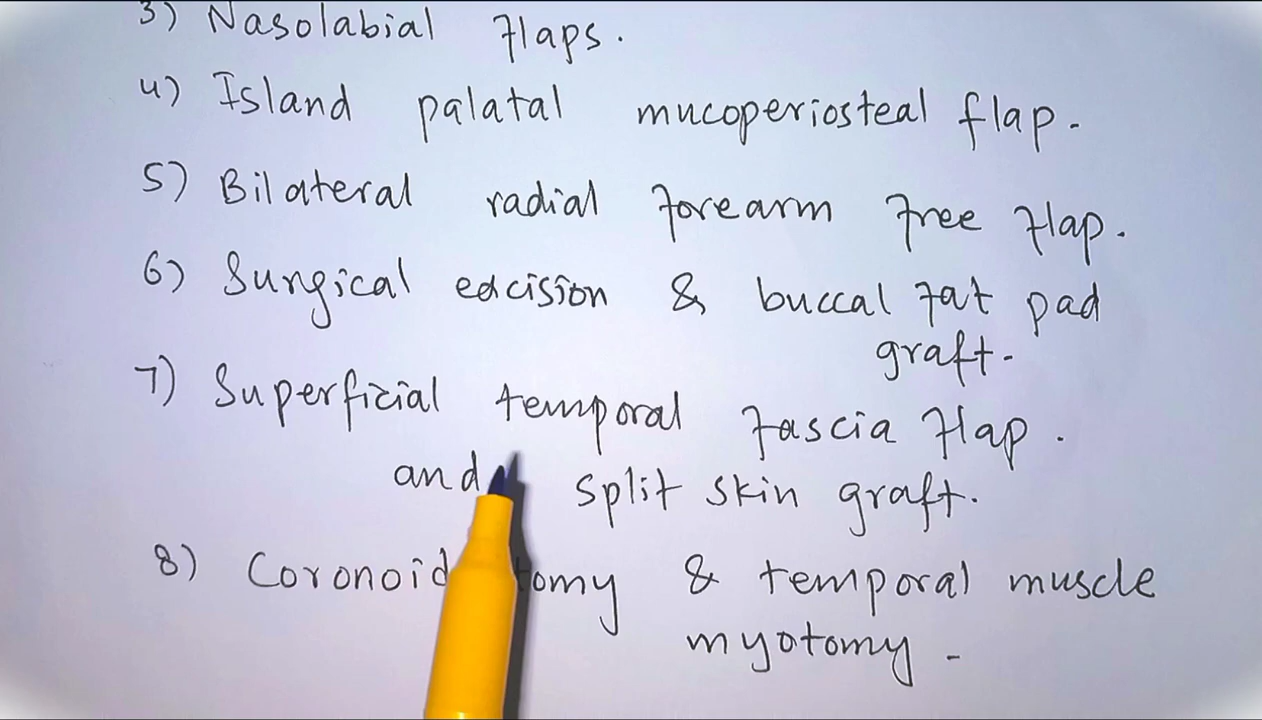 3) Nasolabial flaps.
4) Island palatal mucoperiosteal flap.
5) Bilateral radial forearm free flap.
6) Surgical excision & buccal fat pad
graft.
7) Superficial temporal fascia flap.
and split skin graft.
8) Coronoid tomy & temporal muscle
myotomy.